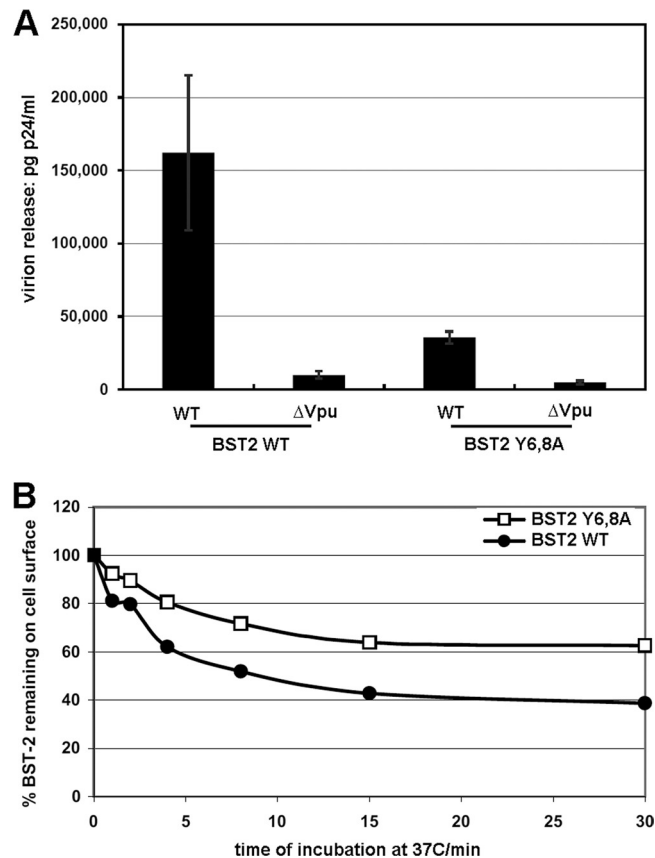 A
virion release: pg p24/ml
250,000
200,000
150,000
100,000
50,000
0
WT
ΔVpu
WT
ΔVpu
BST2 WT
BST2 Y6,8A
B
% BST-2 remaining on cell surface
120
100
80
60
40
20
0
BST2 Y6,8A
BST2 WT
0
5
10
15
20
25
30
time of incubation at 37C/min